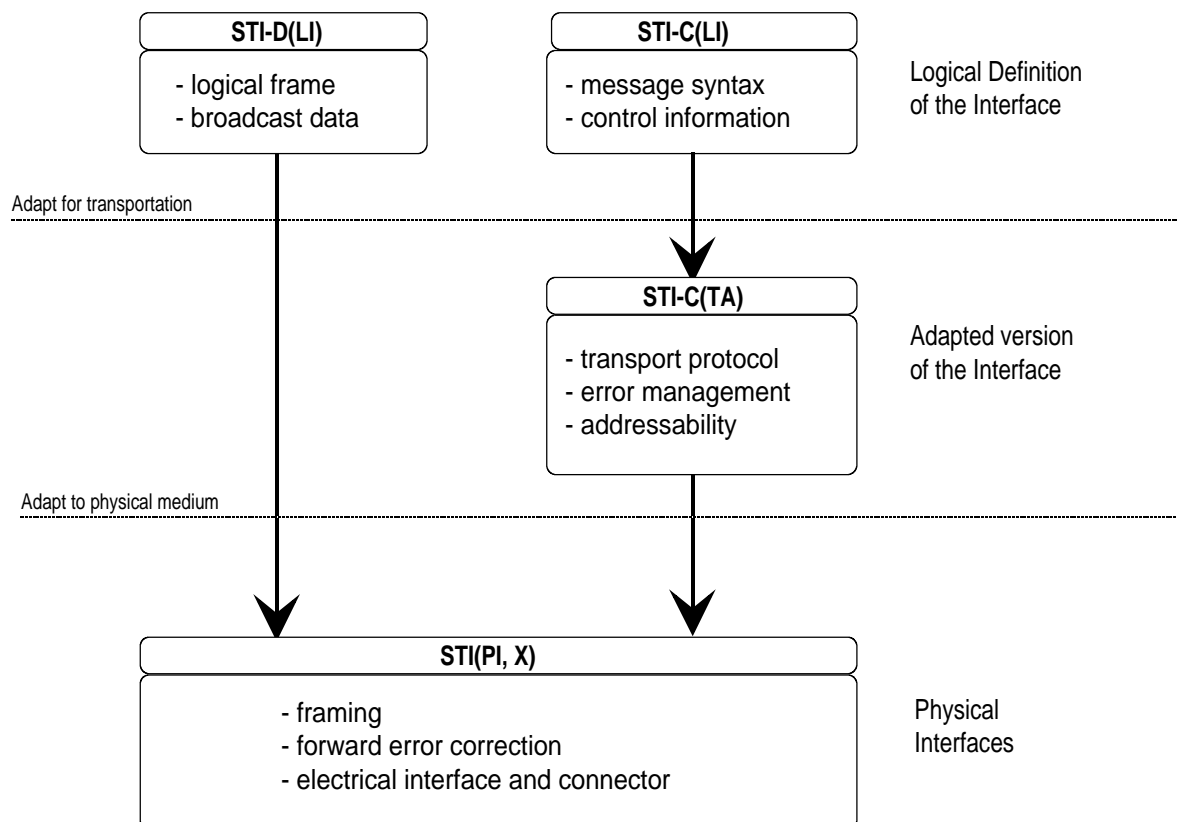 STI-D(LI)
- logical frame
- broadcast data
STI-C(LI)
- message syntax
- control information
Logical Definition
of the Interface
Adapt for transportation
STI-C(TA)
- transport protocol
- error management
- addressability
Adapted version
of the Interface
Adapt to physical medium
STI(PI, X)
- framing
- forward error correction
- electrical interface and connector
Physical
Interfaces